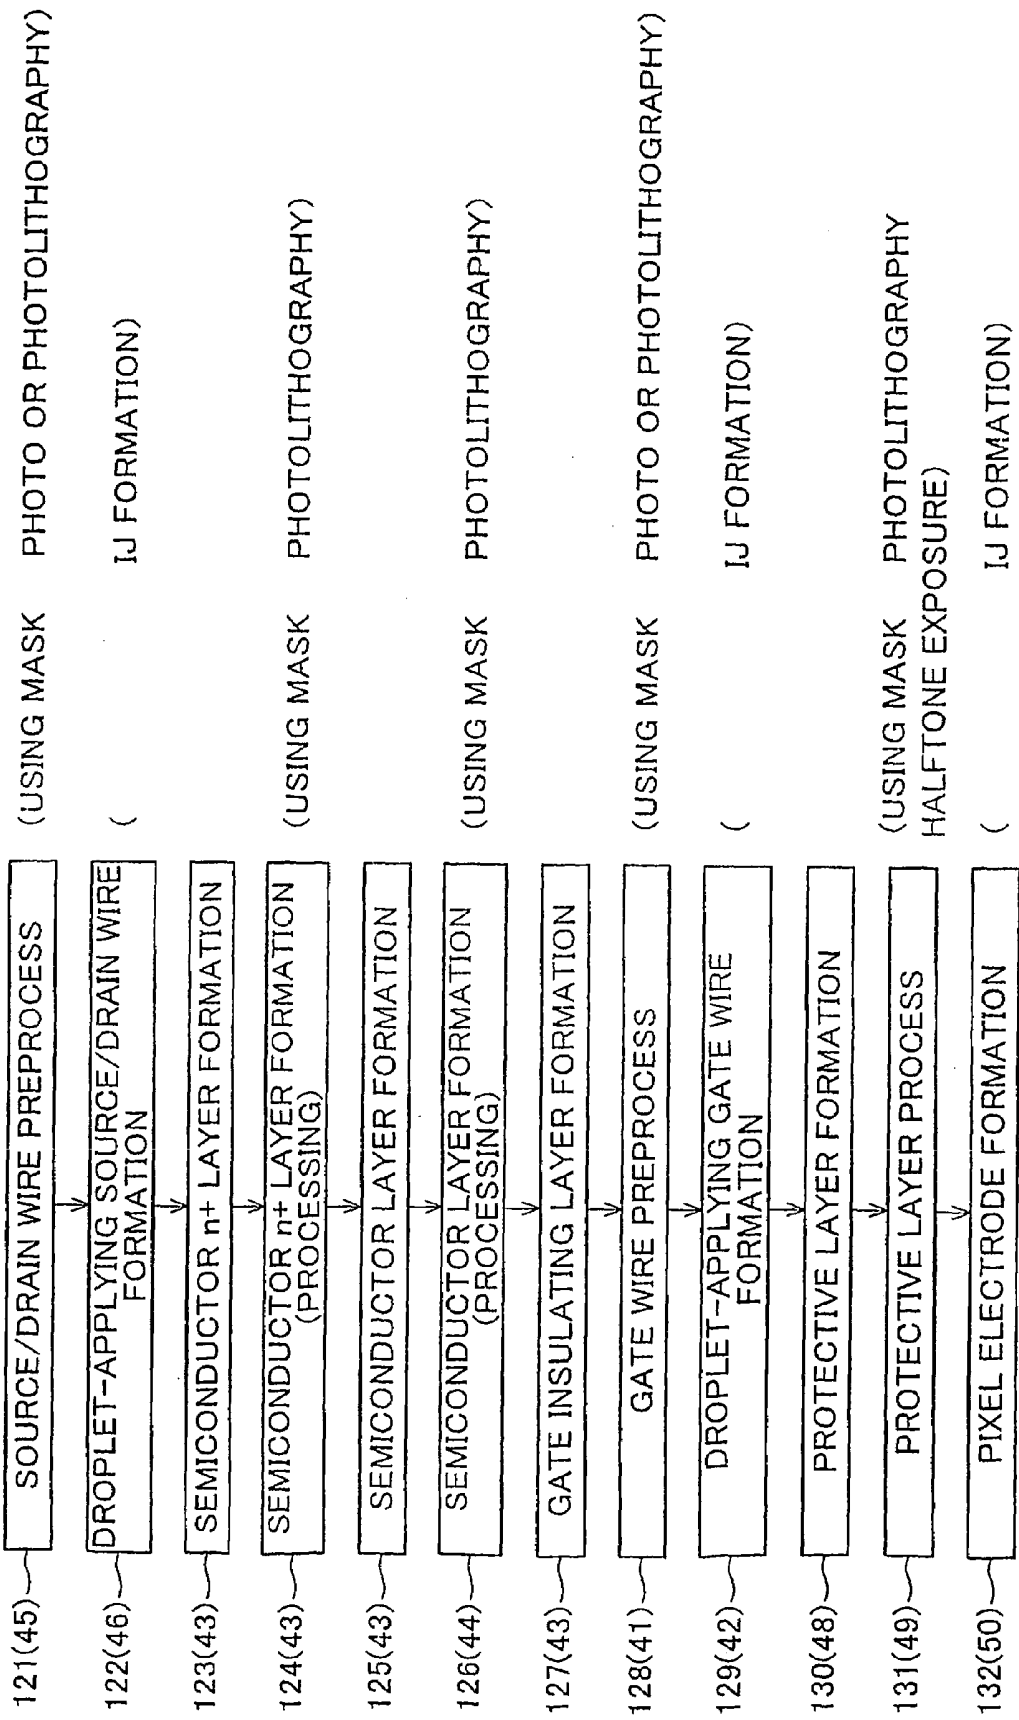 121(45) SOURCE/DRAIN WIRE PREPROCESS (USING MASK PHOTO OR PHOTOLITHOGRAPHY)
122(46) DROPLET-APPLYING SOURCE/DRAIN WIRE ( IJ FORMATION)
FORMATION
123(43) SEMICONDUCTOR n+ LAYER FORMATION
124(43) SEMICONDUCTOR n+ LAYER FORMATION (USING MASK PHOTOLITHOGRAPHY)
(PROCESSING)
125(43) SEMICONDUCTOR LAYER FORMATION
126(44) SEMICONDUCTOR LAYER FORMATION (USING MASK PHOTOLITHOGRAPHY)
(PROCESSING)
127(43) GATE INSULATING LAYER FORMATION
128(41) GATE WIRE PREPROCESS (USING MASK PHOTO OR PHOTOLITHOGRAPHY)
129(42) DROPLET-APPLYING GATE WIRE ( IJ FORMATION)
FORMATION
130(48) PROTECTIVE LAYER FORMATION
131(49) PROTECTIVE LAYER PROCESS (USING MASK PHOTOLITHOGRAPHY
HALFTONE EXPOSURE)
132(50) PIXEL ELECTRODE FORMATION ( IJ FORMATION)